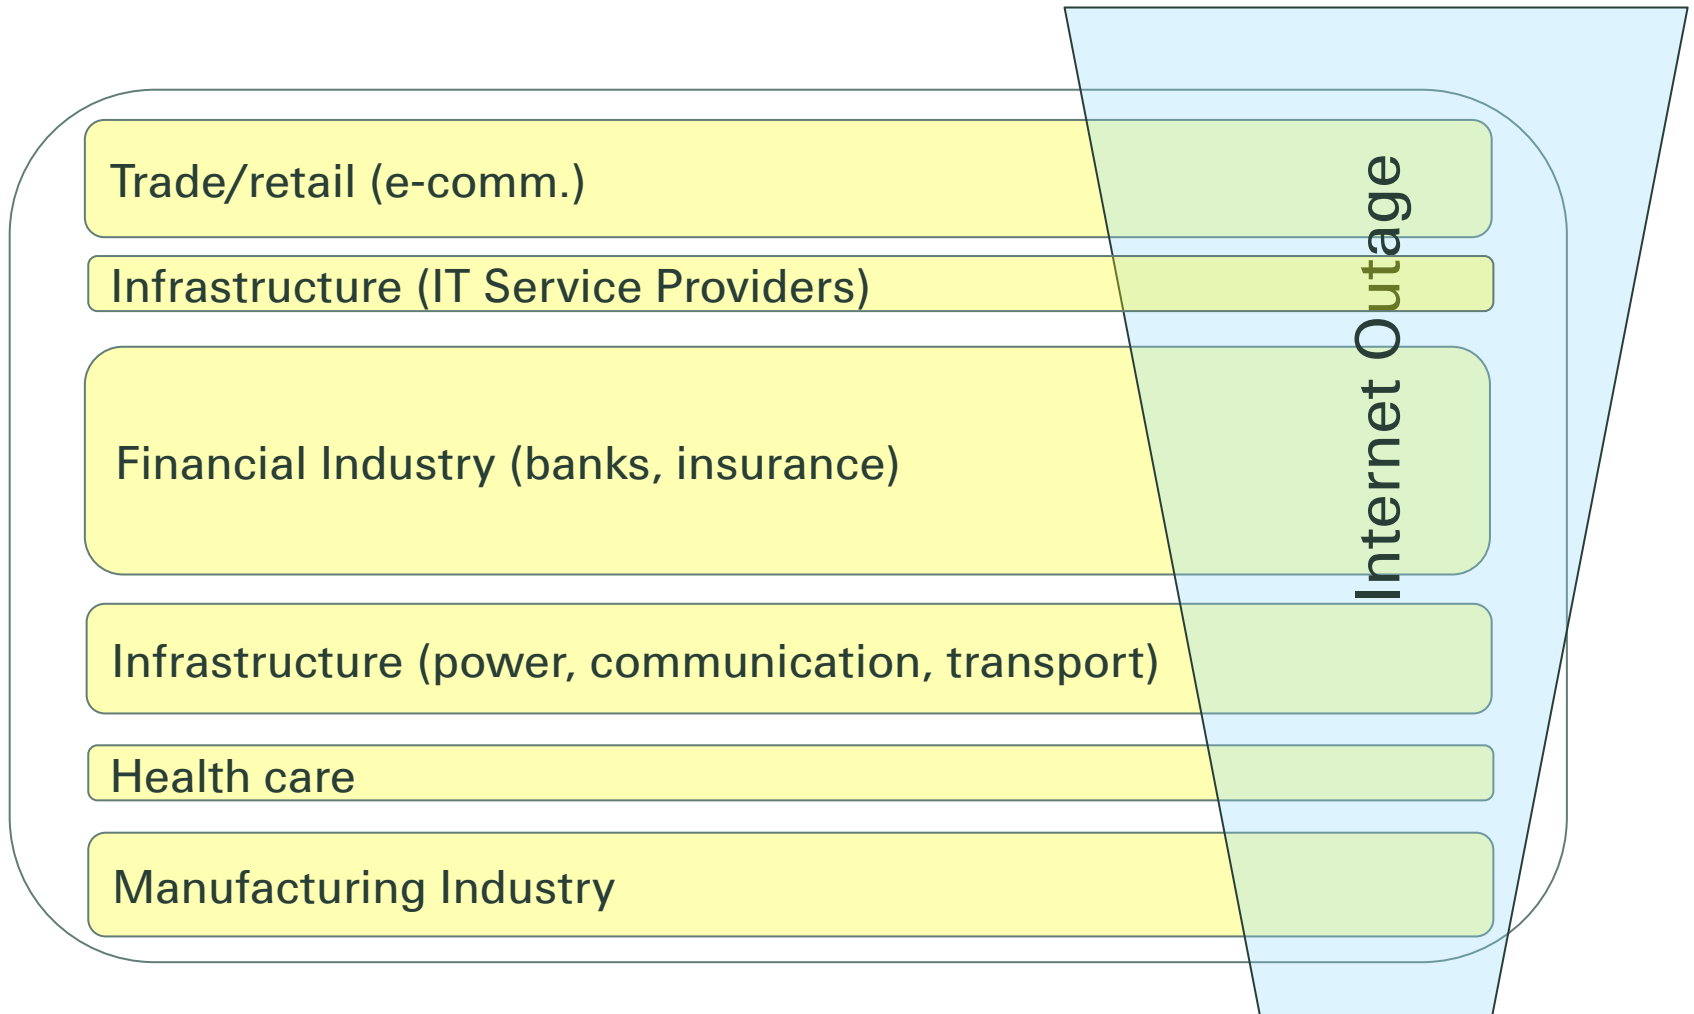 Trade/retail (e-comm.)
Infrastructure (IT Service Providers)
Financial Industry (banks, insurance)
Infrastructure (power, communication, transport)
Health care
Manufacturing Industry
Internet Outage